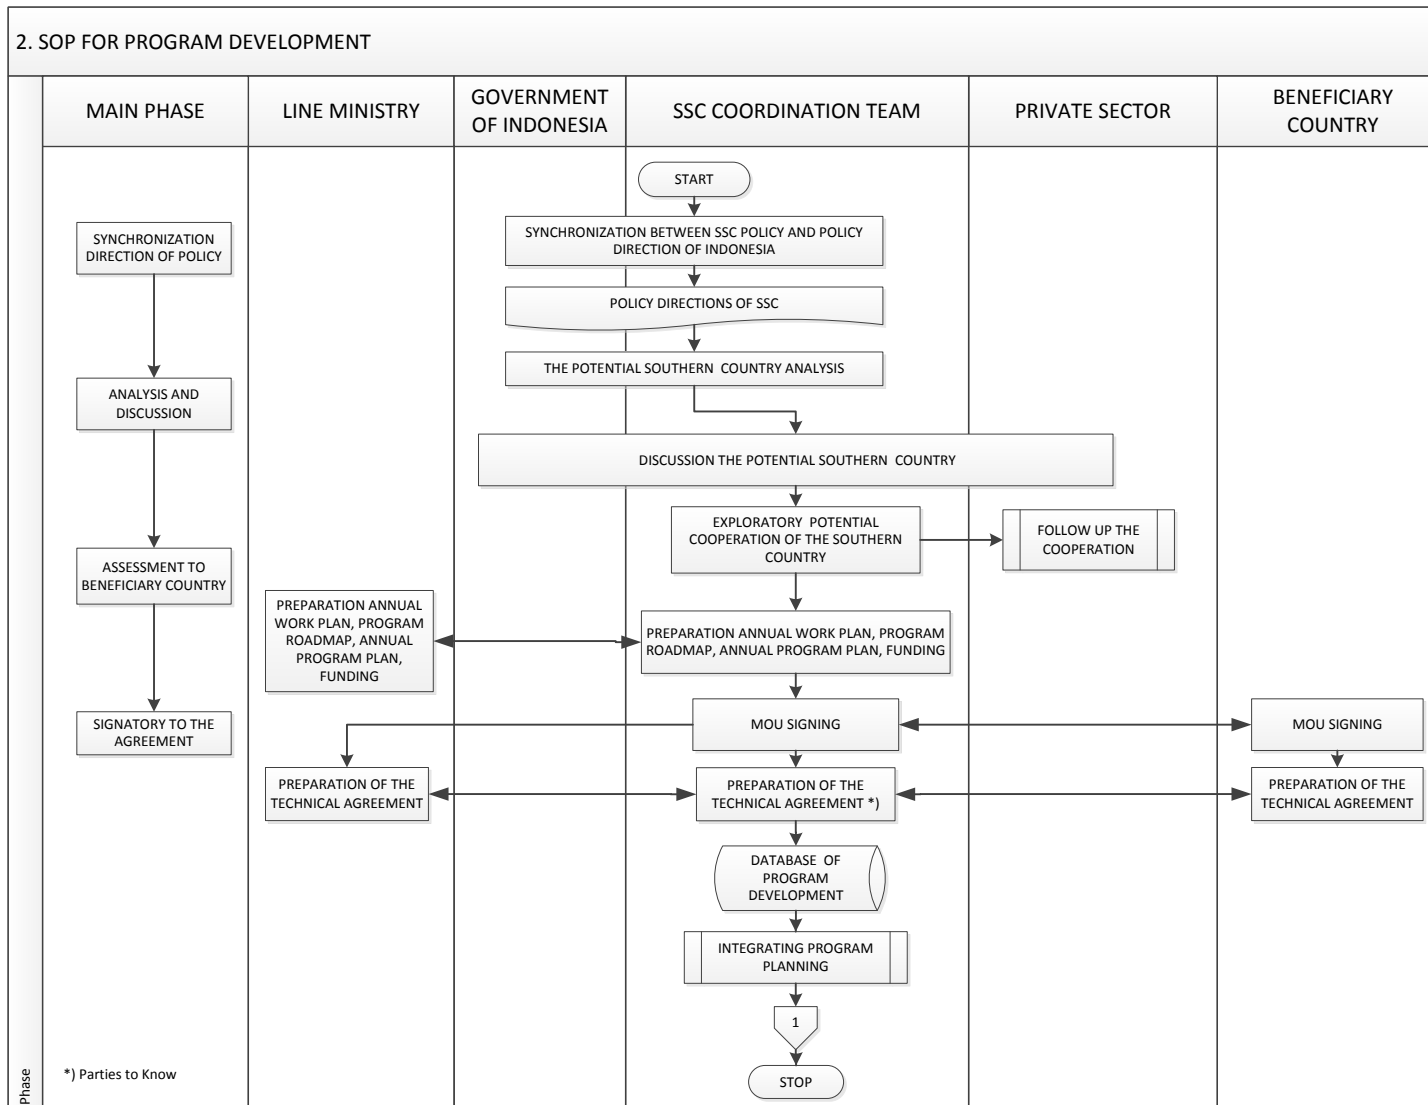 2. SOP FOR PROGRAM DEVELOPMENT
MAIN PHASE
LINE MINISTRY
GOVERNMENT
OF INDONESIA
SSC COORDINATION TEAM
PRIVATE SECTOR
BENEFICIARY
COUNTRY
START
SYNCHRONIZATION
DIRECTION OF POLICY
SYNCHRONIZATION BETWEEN SSC POLICY AND POLICY
DIRECTION OF INDONESIA
POLICY DIRECTIONS OF SSC
THE POTENTIAL SOUTHERN COUNTRY ANALYSIS
ANALYSIS AND
DISCUSSION
DISCUSSION THE POTENTIAL SOUTHERN COUNTRY
EXPLORATORY POTENTIAL
COOPERATION OF THE SOUTHERN
COUNTRY
FOLLOW UP THE
COOPERATION
ASSESSMENT TO
BENEFICIARY COUNTRY
PREPARATION ANNUAL
WORK PLAN, PROGRAM
ROADMAP, ANNUAL
PROGRAM PLAN,
FUNDING
PREPARATION ANNUAL WORK PLAN, PROGRAM
ROADMAP, ANNUAL PROGRAM PLAN, FUNDING
SIGNATORY TO THE
AGREEMENT
MOU SIGNING
MOU SIGNING
PREPARATION OF THE
TECHNICAL AGREEMENT
PREPARATION OF THE
TECHNICAL AGREEMENT *)
PREPARATION OF THE
TECHNICAL AGREEMENT
DATABASE OF
PROGRAM
DEVELOPMENT
INTEGRATING PROGRAM
PLANNING
1
STOP
*) Parties to Know
Phase